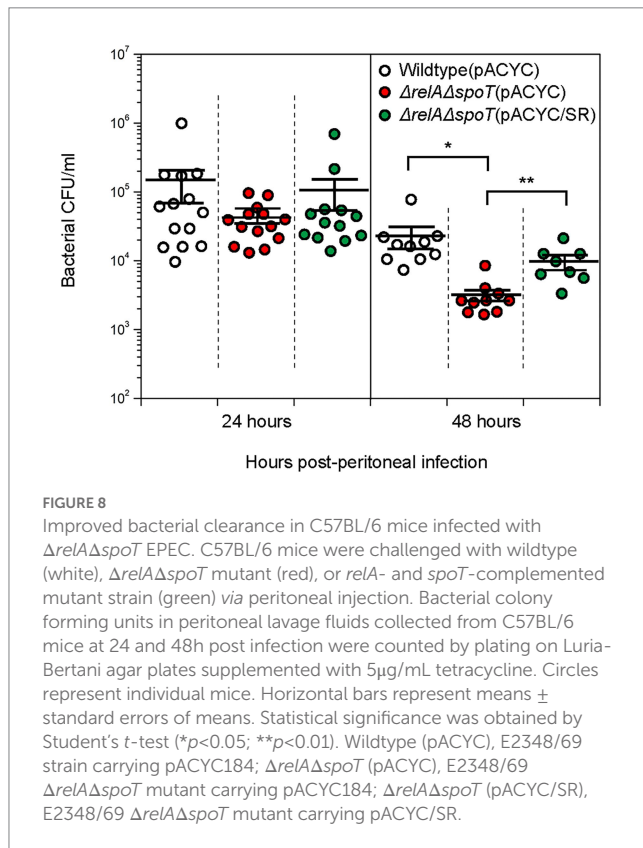 10⁷
10⁶
10⁵
10⁴
10³
10²
Bacterial CFU/ml
Wildtype(pACYC)
ΔrelAΔspoT(pACYC)
ΔrelAΔspoT(pACYC/SR)
*
**
24 hours
48 hours
Hours post-peritoneal infection
FIGURE 8
Improved bacterial clearance in C57BL/6 mice infected with
ΔrelAΔspoT EPEC. C57BL/6 mice were challenged with wildtype
(white), ΔrelAΔspoT mutant (red), or relA- and spoT-complemented
mutant strain (green) via peritoneal injection. Bacterial colony
forming units in peritoneal lavage fluids collected from C57BL/6
mice at 24 and 48h post infection were counted by plating on Luria-
Bertani agar plates supplemented with 5μg/mL tetracycline. Circles
represent individual mice. Horizontal bars represent means ±
standard errors of means. Statistical significance was obtained by
Student's t-test (*p<0.05; **p<0.01). Wildtype (pACYC), E2348/69
strain carrying pACYC184; ΔrelAΔspoT (pACYC), E2348/69
ΔrelAΔspoT mutant carrying pACYC184; ΔrelAΔspoT (pACYC/SR),
E2348/69 ΔrelAΔspoT mutant carrying pACYC/SR.